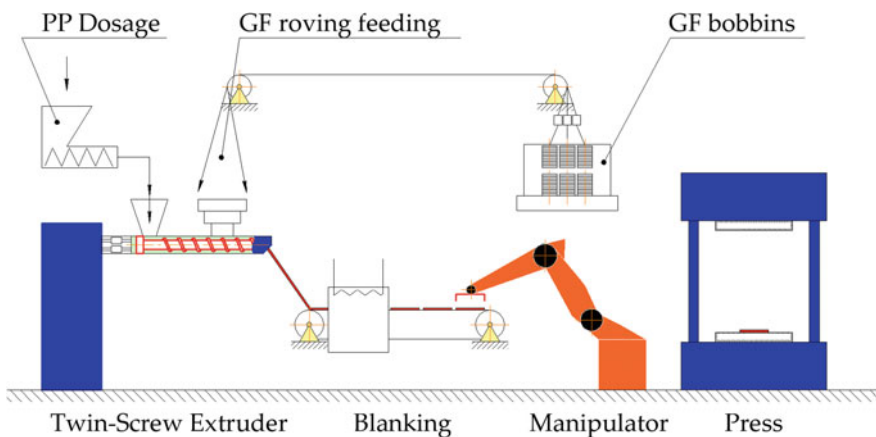 PP Dosage
GF roving feeding
GF bobbins
Twin-Screw Extruder
Blanking
Manipulator
Press